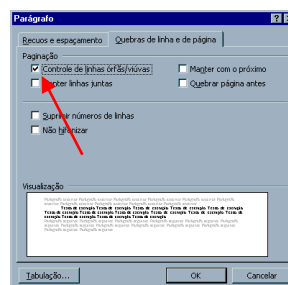 Parágrafo
Recuos e espaçamento Quebras de linha e de página
Paginação
Controle de linhas órfãs/viúvas Manter com o próximo
Manter linhas juntas Quebrar página antes
Suprimir números de linhas
Não hifenizar
Visualização
Tabulação... OK Cancelar